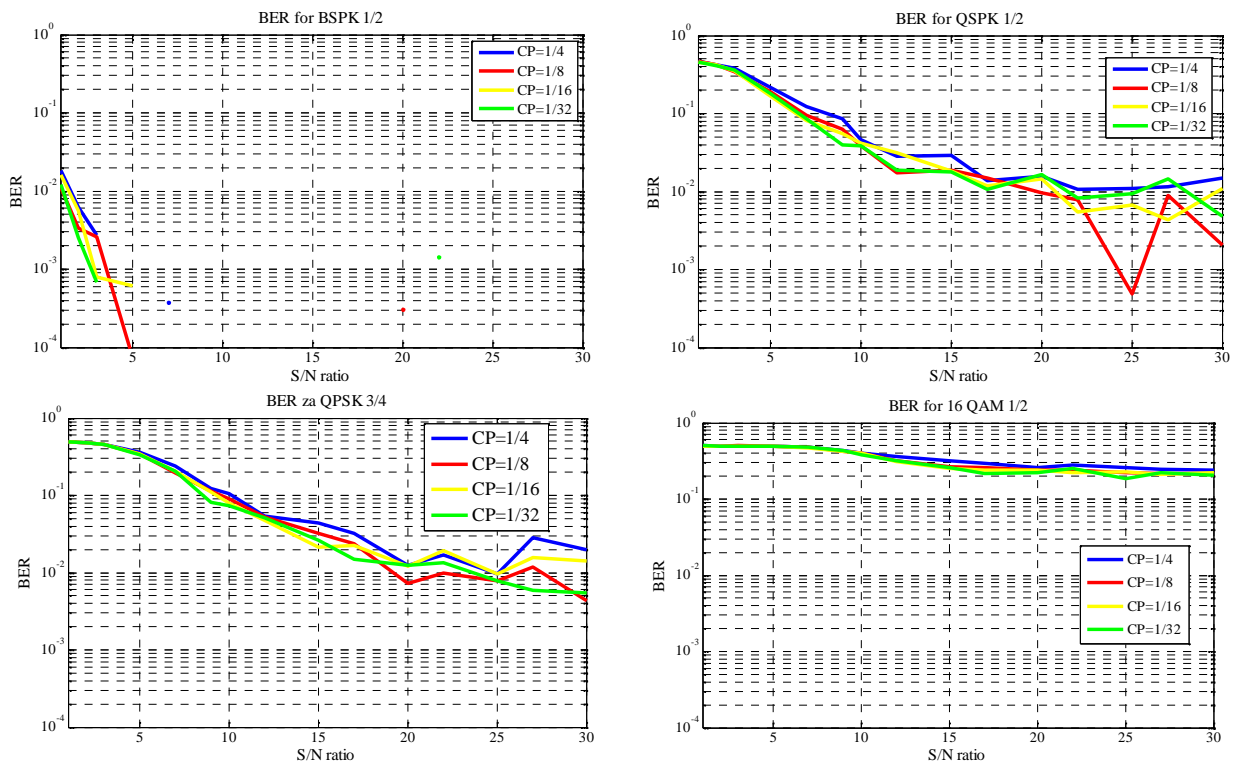 BER for BSPK 1/2
10^0
10^-1
10^-2
10^-3
10^-4
BER
5 10 15 20 25 30
S/N ratio
CP=1/4
CP=1/8
CP=1/16
CP=1/32
BER for QSPK 1/2
10^0
10^-1
10^-2
10^-3
10^-4
BER
5 10 15 20 25 30
S/N ratio
CP=1/4
CP=1/8
CP=1/16
CP=1/32
BER za QPSK 3/4
10^0
10^-1
10^-2
10^-3
10^-4
BER
5 10 15 20 25 30
S/N ratio
CP=1/4
CP=1/8
CP=1/16
CP=1/32
BER for 16 QAM 1/2
10^0
10^-1
10^-2
10^-3
10^-4
BER
5 10 15 20 25 30
S/N ratio
CP=1/4
CP=1/8
CP=1/16
CP=1/32